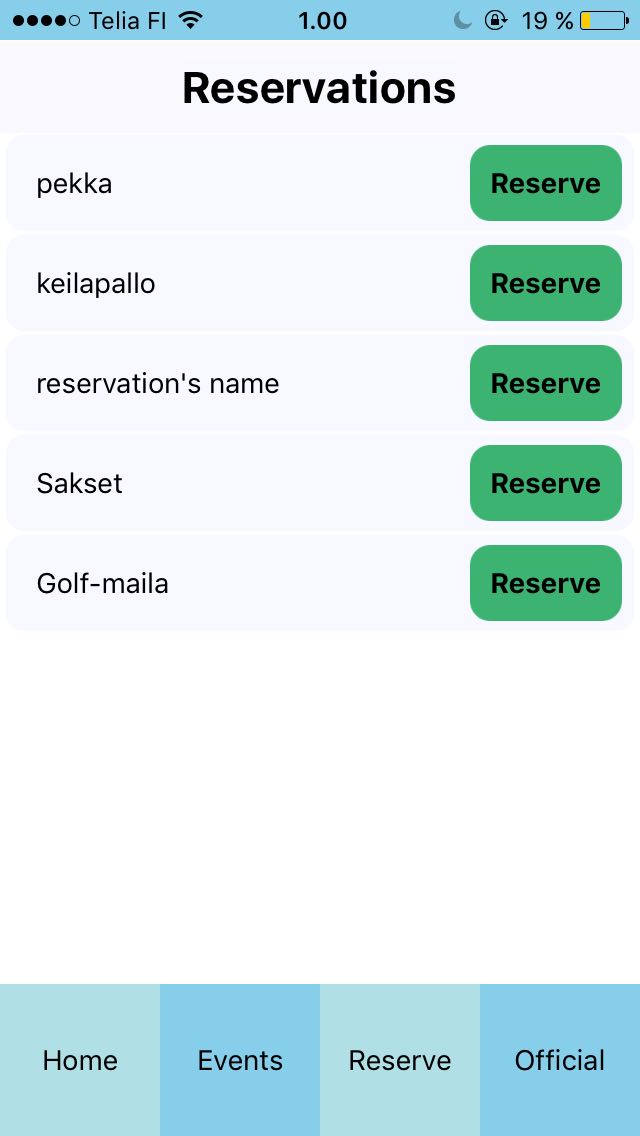 Telia FI 1.00 19 %
Reservations
pekka Reserve
keilapallo Reserve
reservation's name Reserve
Sakset Reserve
Golf-maila Reserve
Home Events Reserve Official